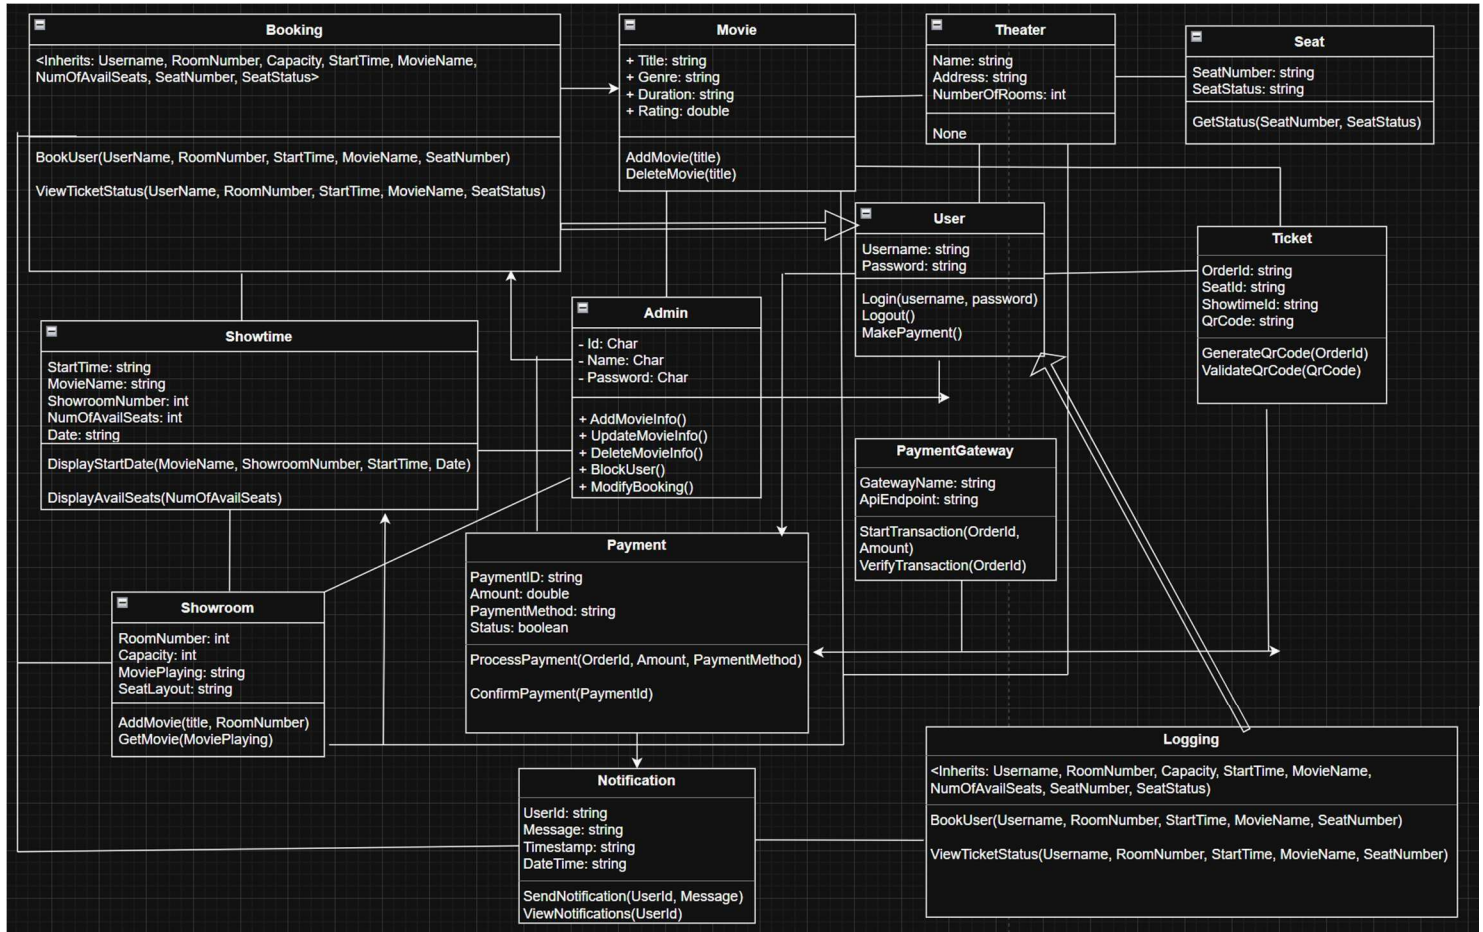 Booking
<Inherits: Username, RoomNumber, Capacity, StartTime, MovieName,
NumOfAvailSeats, SeatNumber, SeatStatus>
BookUser(UserName, RoomNumber, StartTime, MovieName, SeatNumber)
ViewTicketStatus(UserName, RoomNumber, StartTime, MovieName, SeatStatus)
Movie
+ Title: string
+ Genre: string
+ Duration: string
+ Rating: double
AddMovie(title)
DeleteMovie(title)
Theater
Name: string
Address: string
NumberOfRooms: int
None
Seat
SeatNumber: string
SeatStatus: string
GetStatus(SeatNumber, SeatStatus)
User
Username: string
Password: string
Login(username, password)
Logout()
MakePayment()
Ticket
OrderId: string
SeatId: string
ShowtimeId: string
QrCode: string
GenerateQrCode(OrderId)
ValidateQrCode(QrCode)
Showtime
StartTime: string
MovieName: string
ShowroomNumber: int
NumOfAvailSeats: int
Date: string
DisplayStartDate(MovieName, ShowroomNumber, StartTime, Date)
DisplayAvailSeats(NumOfAvailSeats)
Admin
- Id: Char
- Name: Char
- Password: Char
+ AddMovieInfo()
+ UpdateMovieInfo()
+ DeleteMovieInfo()
+ BlockUser()
+ ModifyBooking()
PaymentGateway
GatewayName: string
ApiEndpoint: string
StartTransaction(OrderId,
Amount)
VerifyTransaction(OrderId)
Payment
PaymentID: string
Amount: double
PaymentMethod: string
Status: boolean
ProcessPayment(OrderId, Amount, PaymentMethod)
ConfirmPayment(PaymentId)
Showroom
RoomNumber: int
Capacity: int
MoviePlaying: string
SeatLayout: string
AddMovie(title, RoomNumber)
GetMovie(MoviePlaying)
Notification
UserId: string
Message: string
Timestamp: string
DateTime: string
SendNotification(UserId, Message)
ViewNotifications(UserId)
Logging
<Inherits: Username, RoomNumber, Capacity, StartTime, MovieName,
NumOfAvailSeats, SeatNumber, SeatStatus)
BookUser(Username, RoomNumber, StartTime, MovieName, SeatNumber)
ViewTicketStatus(Username, RoomNumber, StartTime, MovieName, SeatNumber)